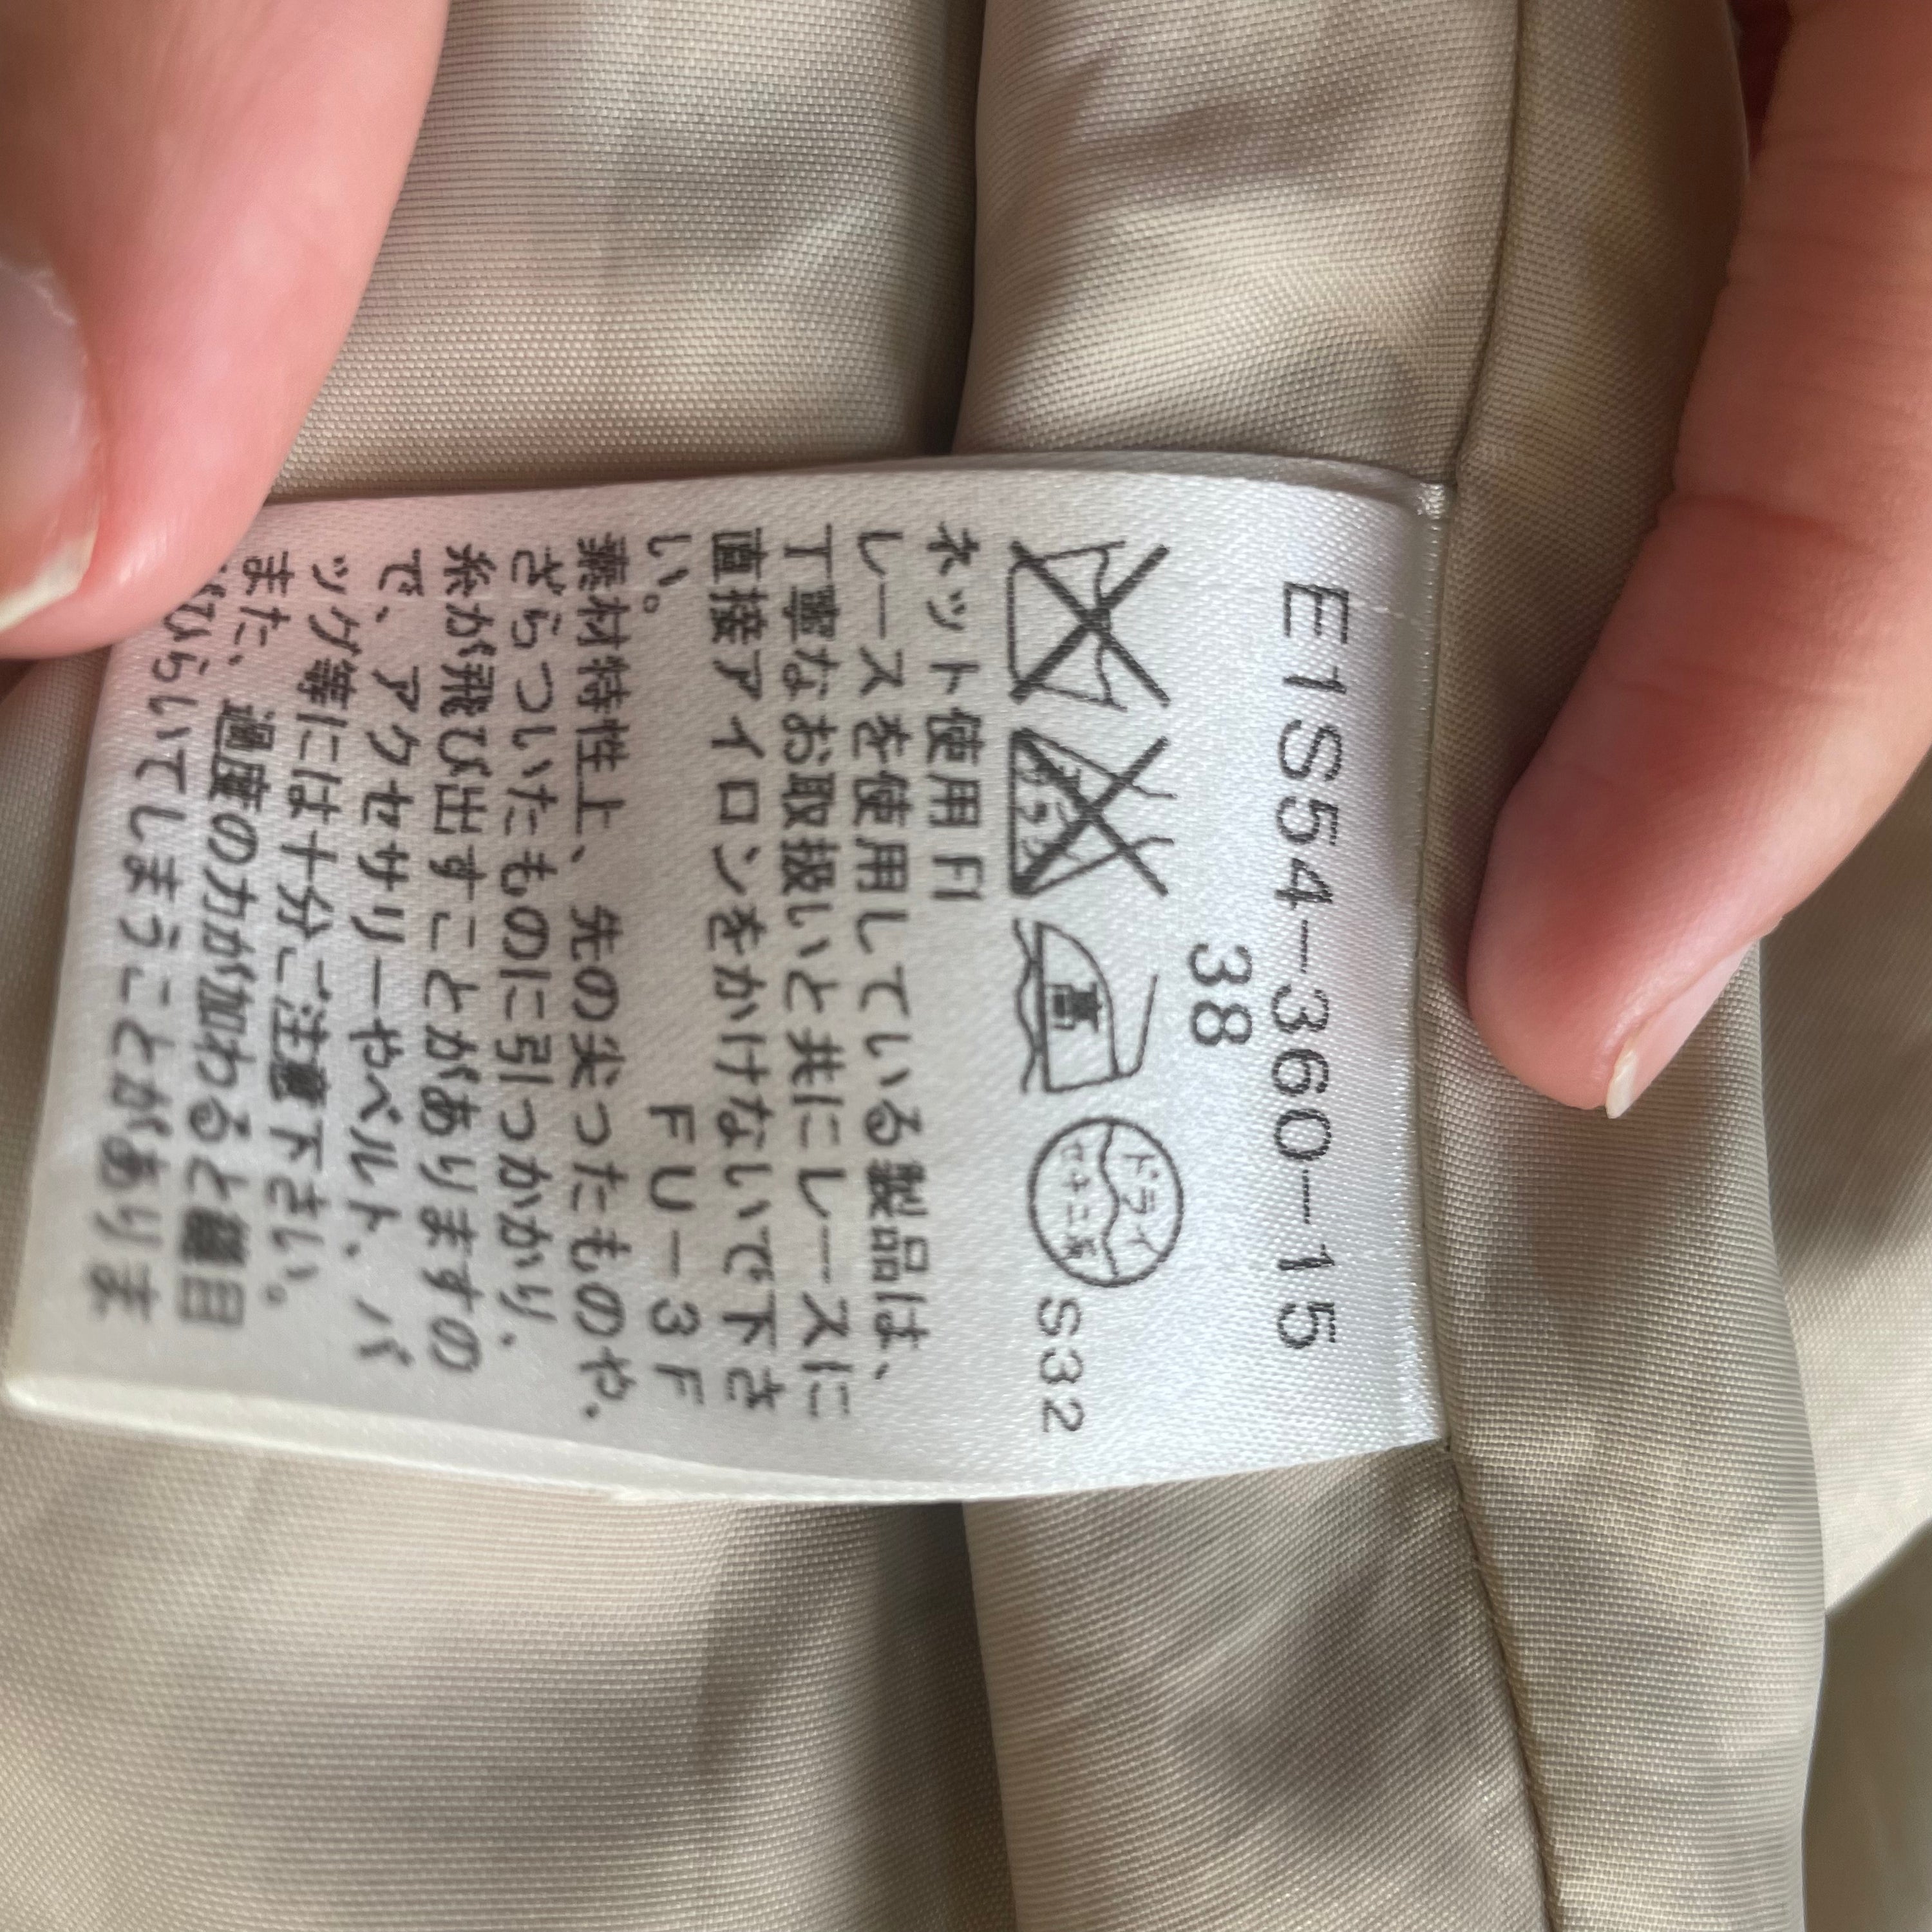 E1S54-360-15
38
エンソサラシ
高
ドライ
セキユ系
S32
ネット使用 F1
レースを使用している製品は、
丁寧なお取扱いと共にレースに
直接アイロンをかけないで下さ
い。 FU-3F
素材特性上、先の尖ったものや、
ざらついたものに引っかかり、
糸が飛び出すことがありますの
で、アクセサリーやベルト、バ
ッグ等には十分ご注意下さい。
また、過度の力が加わると縫目
がひらいてしまうことがありま